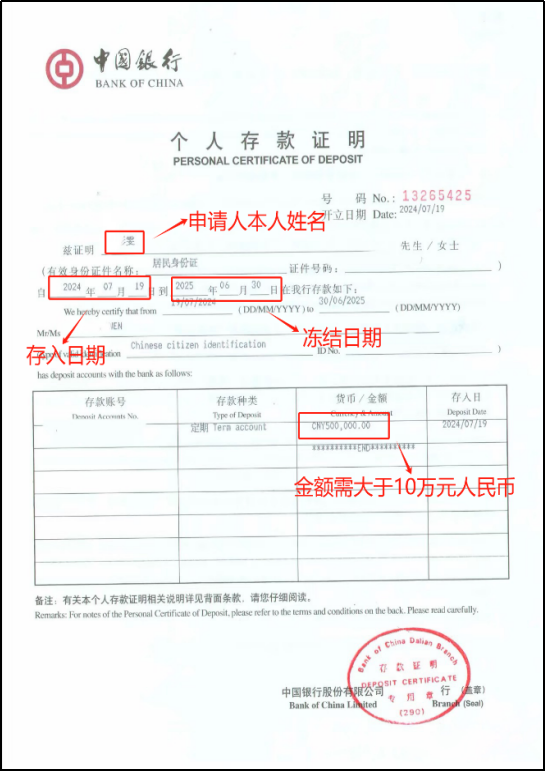 中国银行
BANK OF CHINA
个人存款证明
PERSONAL CERTIFICATE OF DEPOSIT
号 码 No.: 13265425
开立日期 Date: 2024/07/19
申请人本人姓名
兹证明 雯 先生/女士
居民身份证
(有效身份证件名称: 证件号码: )
自 2024 年 07 月 19 日到 2025 年 06 月 30 日在我行存款如下:
We hereby certify that from 19/07/2024 (DD/MM/YYYY) to 30/06/2025 (DD/MM/YYYY)
Mr/Ms
存入日期
冻结日期
Chinese citizen identification
ID No. )
has deposit accounts with the bank as follows:
存款账号 存款种类 货币/金额 存入日
Deposit Accounts No. Type of Deposit Currency & Amount Deposit Date
定期 Term account CNY500,000.00 2024/07/19
**********END**********
金额需大于10万元人民币
备注: 有关本个人存款证明相关说明详见背面条款, 请您仔细阅读。
Remarks: For notes of the Personal Certificate of Deposit, please refer to the terms and conditions on the back. Please read carefully.
Bank of China Dalian Branch
存款证明
DEPOSIT CERTIFICATE
专用章
(290)
中国银行股份有限公司 行 (盖章)
Bank of China Limited Branch (Seal)